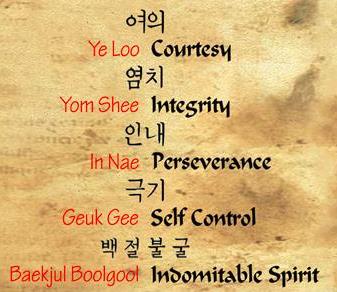 여의
Ye Loo Courtesy
염치
Yom Shee Integrity
인내
In Nae Perseverance
극기
Geuk Gee Self Control
백절불굴
Baekjul Boolgool Indomitable Spirit